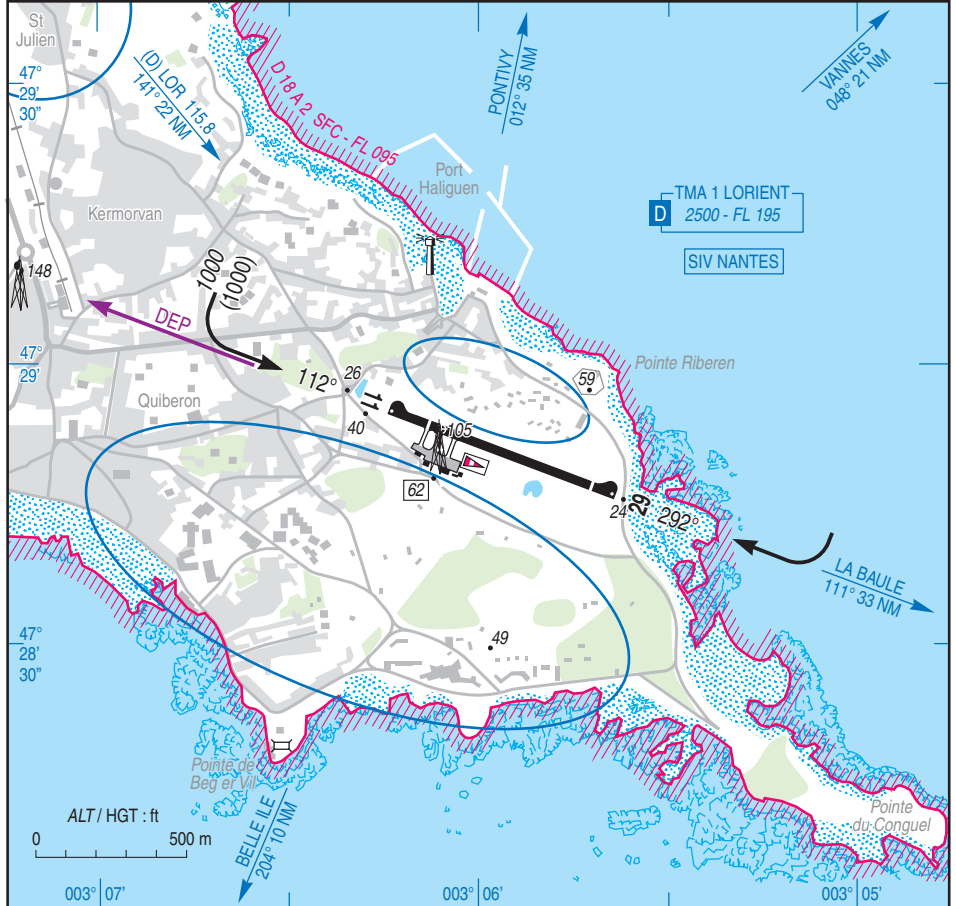 St
Julien
47°
29'
30"
(D) LOR 115.8
141° 22 NM
D 18 A 2 SFC - FL 095
PONTIVY
012° 35 NM
VANNES
048° 21 NM
Port
Haliguen
TMA 1 LORIENT
D
2500 - FL 195
SIV NANTES
Kermorvan
148
1000
(1000)
DEP
47°
29'
Pointe Riberen
26
112°
11
59
Quiberon
40
105
62
24
29
292°
LA BAULE
111° 33 NM
47°
28'
30"
49
Pointe de
Beg er Vil
BELLE ILE
204° 10 NM
ALT / HGT : ft
0
500 m
Pointe
du Conguel
003° 07'
003° 06'
003° 05'